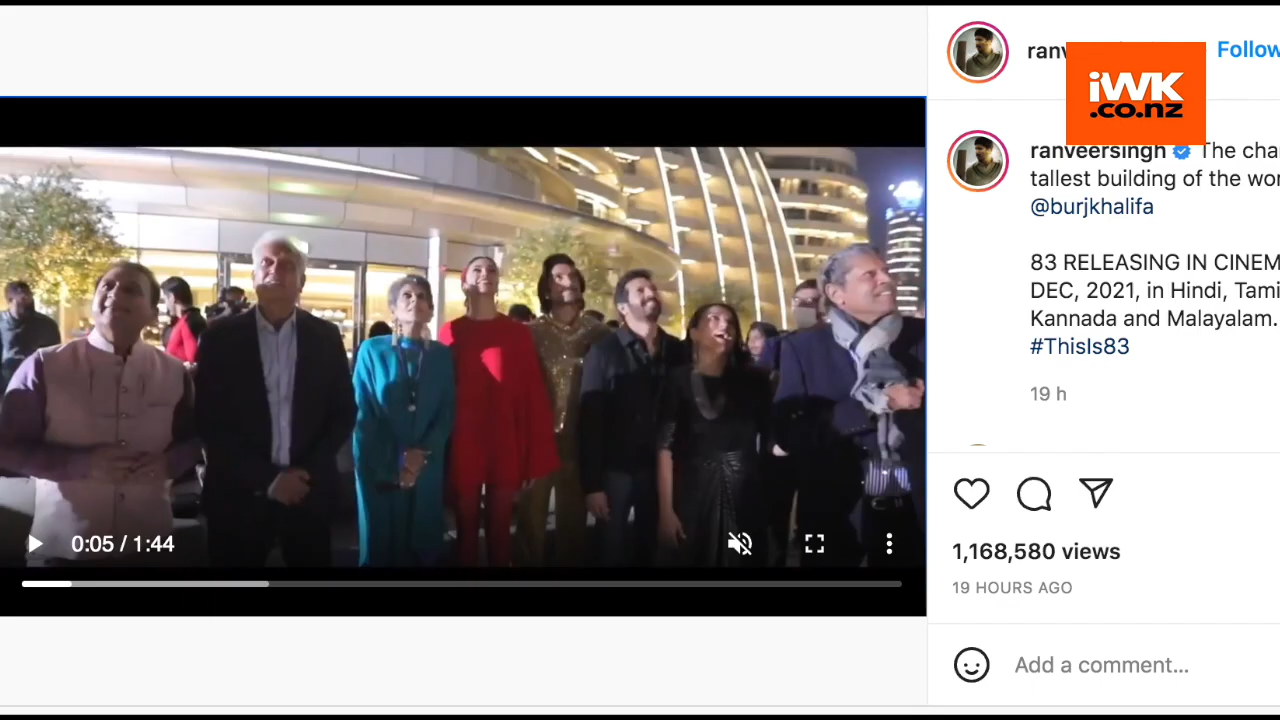 ranv
Follow
iWK
.co.nz
ranveersingh The cha
tallest building of the wo
@burjkhalifa
83 RELEASING IN CINEM
DEC, 2021, in Hindi, Tami
Kannada and Malayalam.
#ThisIs83
19 h
0:05 / 1:44
1,168,580 views
19 HOURS AGO
Add a comment...